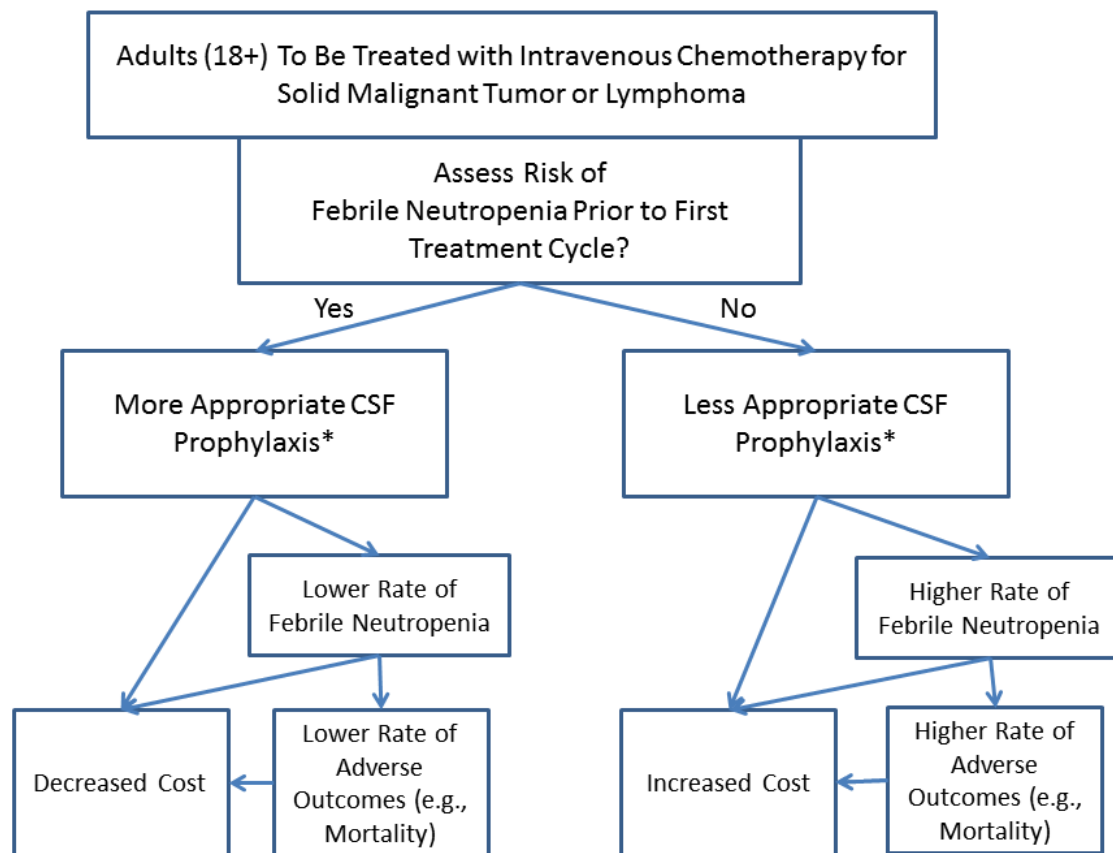 Adults (18+) To Be Treated with Intravenous Chemotherapy for
Solid Malignant Tumor or Lymphoma
Assess Risk of
Febrile Neutropenia Prior to First
Treatment Cycle?
Yes
No
More Appropriate CSF
Prophylaxis*
Less Appropriate CSF
Prophylaxis*
Lower Rate of
Febrile Neutropenia
Higher Rate of
Febrile Neutropenia
Decreased Cost
Lower Rate of
Adverse
Outcomes (e.g.,
Mortality)
Increased Cost
Higher Rate of
Adverse
Outcomes (e.g.,
Mortality)